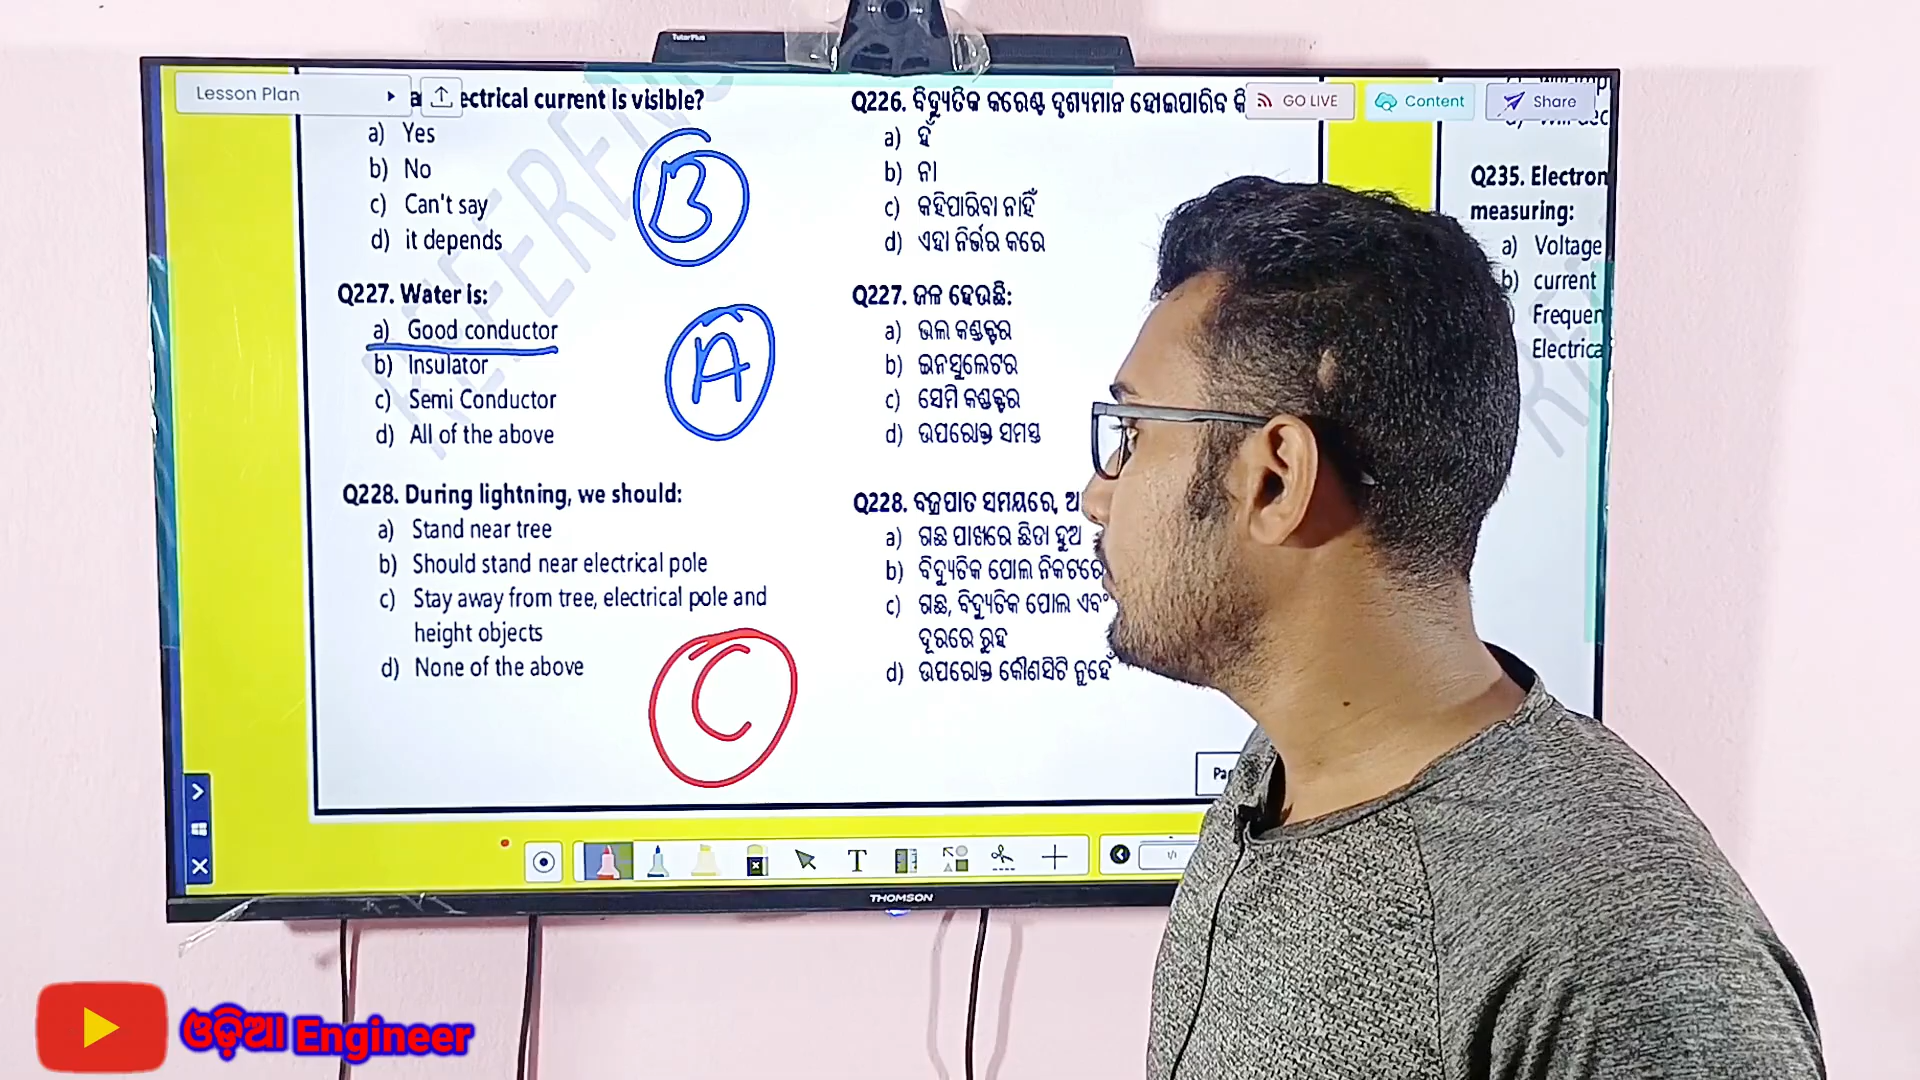 TutorPlus
Lesson Plan
ectrical current is visible?
a) Yes
b) No
c) Can't say
d) it depends
B
Q227. Water is:
a) Good conductor
b) Insulator
c) Semi Conductor
d) All of the above
A
Q228. During lightning, we should:
a) Stand near tree
b) Should stand near electrical pole
c) Stay away from tree, electrical pole and
height objects
d) None of the above
C
Q226. ବିଦ୍ୟୁତିକ କରେଣ୍ଟ ଦୃଶ୍ୟମାନ ହୋଇପାରିବ କି
a) ହଁ
b) ନା
c) କହିପାରିବା ନାହିଁ
d) ଏହା ନିର୍ଭର କରେ
Q227. ଜଳ ହେଉଛି:
a) ଭଲ କଣ୍ଡକ୍ଟର
b) ଇନସୁଲେଟର
c) ସେମି କଣ୍ଡକ୍ଟର
d) ଉପରୋକ୍ତ ସମସ୍ତ
Q228. ବଜ୍ରପାତ ସମୟରେ, ଆ
a) ଗଛ ପାଖରେ ଛିଡା ହୁଅ
b) ବିଦ୍ୟୁତିକ ପୋଲ ନିକଟରେ
c) ଗଛ, ବିଦ୍ୟୁତିକ ପୋଲ ଏବଂ
ଦୂରରେ ରୁହ
d) ଉପରୋକ୍ତ କୌଣସିଟି ନୁହେଁ
GO LIVE
Content
Share
Q235. Electron
measuring:
a) Voltage
b) current
Frequen
Electrica
T
THOMSON
ଓଡ଼ିଆ Engineer